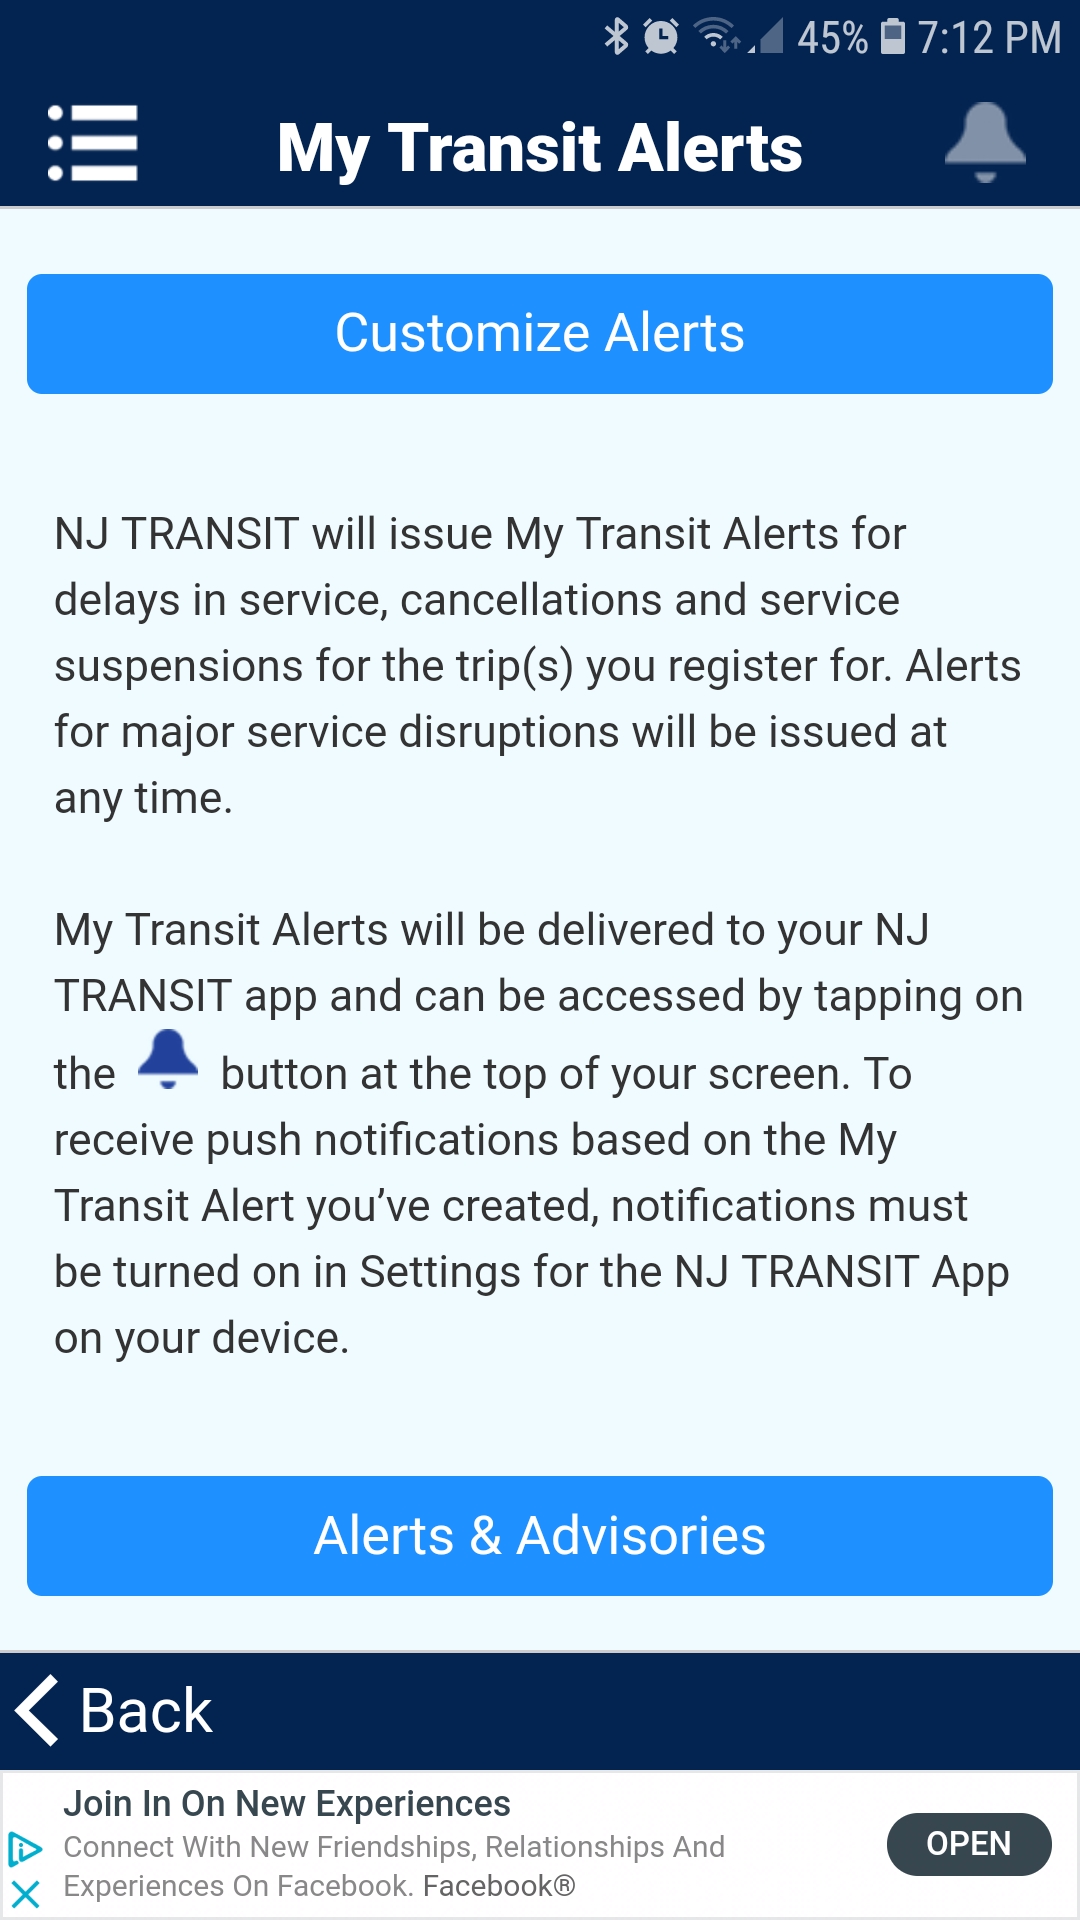 45% 7:12 PM
My Transit Alerts
Customize Alerts
NJ TRANSIT will issue My Transit Alerts for
delays in service, cancellations and service
suspensions for the trip(s) you register for. Alerts
for major service disruptions will be issued at
any time.
My Transit Alerts will be delivered to your NJ
TRANSIT app and can be accessed by tapping on
the button at the top of your screen. To
receive push notifications based on the My
Transit Alert you’ve created, notifications must
be turned on in Settings for the NJ TRANSIT App
on your device.
Alerts & Advisories
Back
Join In On New Experiences
Connect With New Friendships, Relationships And
Experiences On Facebook. Facebook®
OPEN